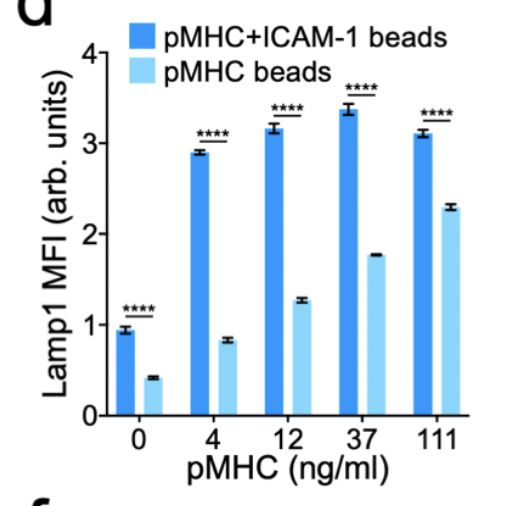 d
pMHC+ICAM-1 beads
pMHC beads
Lamp1 MFI (arb. units)
4
3
2
1
0
****
****
****
****
****
0 4 12 37 111
pMHC (ng/ml)